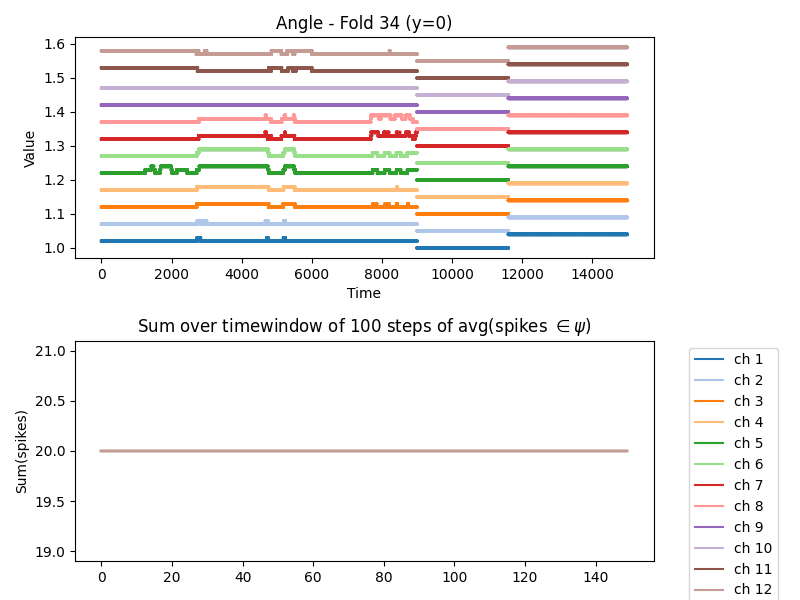 Angle - Fold 34 (y=0)
Value
1.6
1.5
1.4
1.3
1.2
1.1
1.0
0 2000 4000 6000 8000 10000 12000 14000
Time
Sum over timewindow of 100 steps of avg(spikes ∈ ψ)
Sum(spikes)
21.0
20.5
20.0
19.5
19.0
0 20 40 60 80 100 120 140
ch 1
ch 2
ch 3
ch 4
ch 5
ch 6
ch 7
ch 8
ch 9
ch 10
ch 11
ch 12